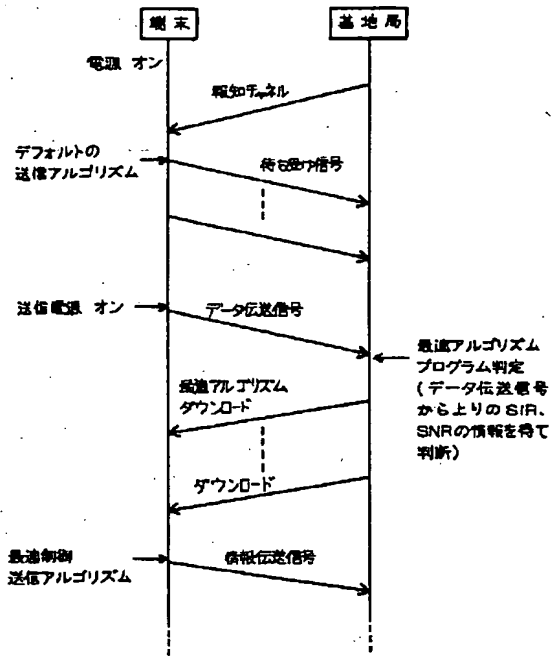 端末
基地局
電源 オン
報知チャネル
デフォルトの
送信アルゴリズム
待ち受け信号
送信電源 オン
データ伝送信号
最適アルゴリズム
プログラム判定
(データ伝送信号
から上りのSIR、
SNRの情報を得て
判断)
最適アルゴリズム
ダウンロード
ダウンロード
最適制御
送信アルゴリズム
情報伝送信号